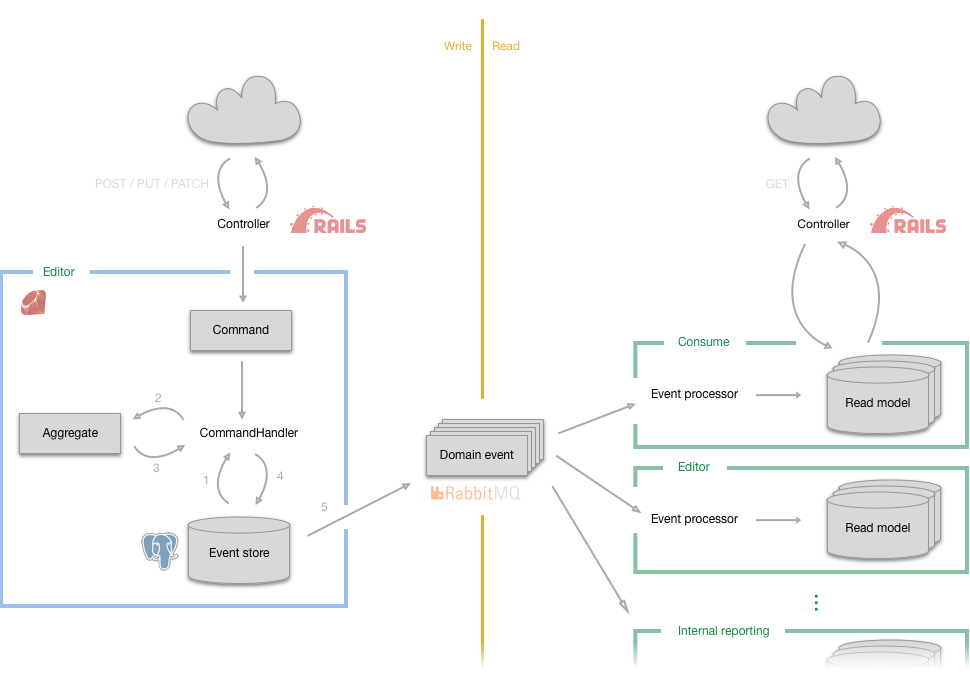 Write
Read
POST / PUT / PATCH
Controller
RAILS
Editor
Command
2
Aggregate
CommandHandler
3
1
4
5
Event store
Domain event
RabbitMQ
GET
Controller
RAILS
Consume
Event processor
Read model
Editor
Event processor
Read model
Internal reporting